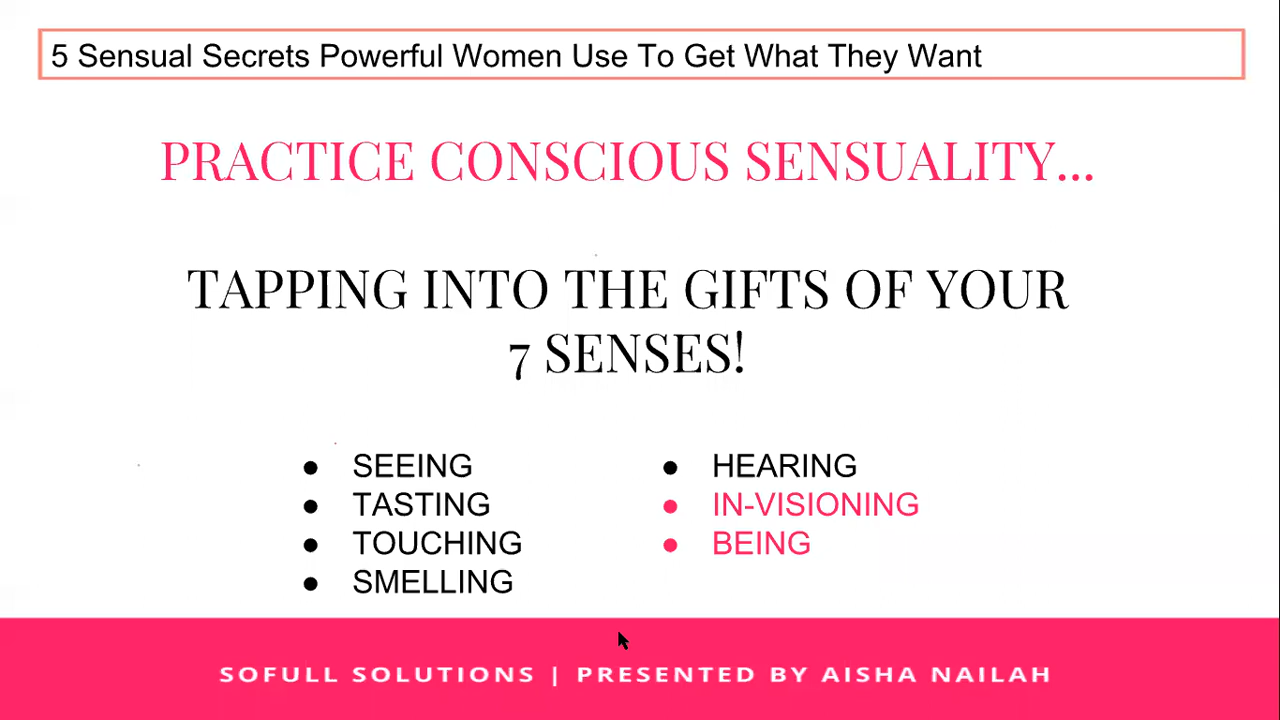 5 Sensual Secrets Powerful Women Use To Get What They Want
PRACTICE CONSCIOUS SENSUALITY...
TAPPING INTO THE GIFTS OF YOUR
7 SENSES!
● SEEING
● TASTING
● TOUCHING
● SMELLING
● HEARING
● IN-VISIONING
● BEING
SOFULL SOLUTIONS | PRESENTED BY AISHA NAILAH